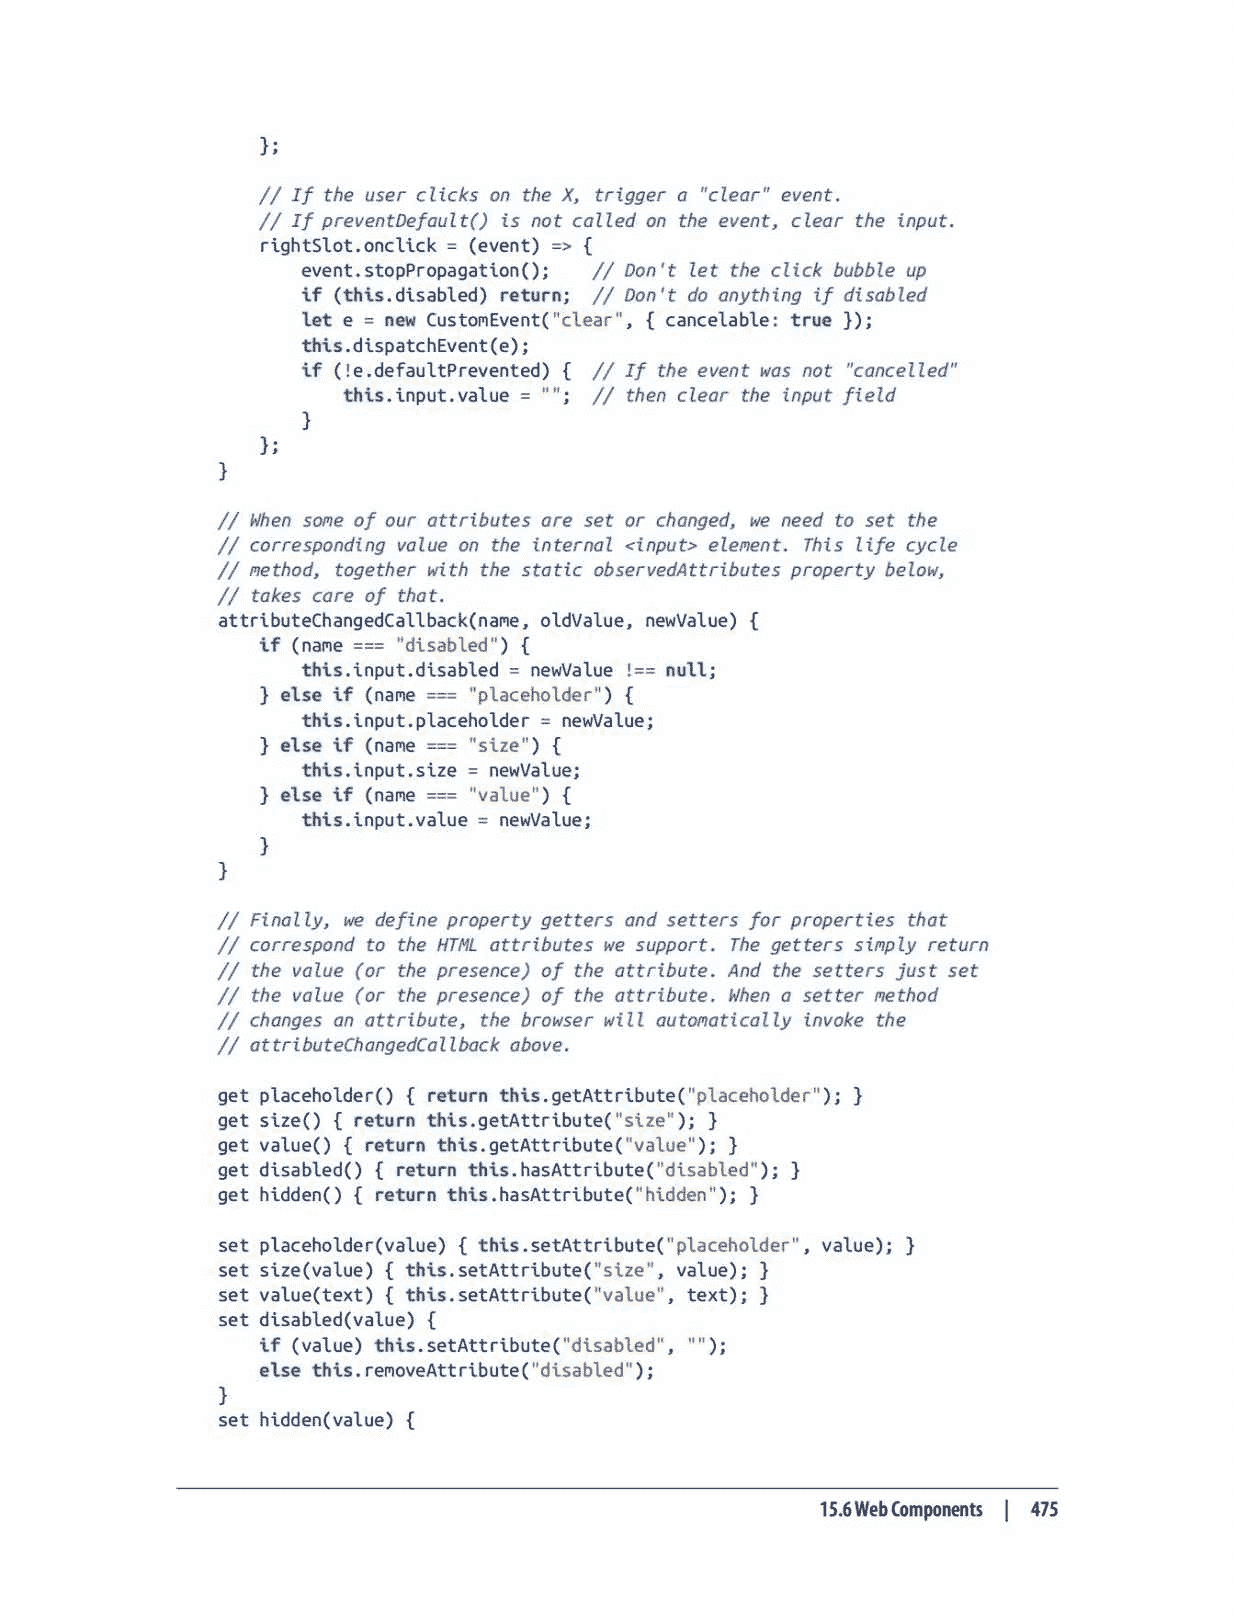 };

    // If the user clicks on the X, trigger a "clear" event.
    // If preventDefault() is not called on the event, clear the input.
    rightSlot.onclick = (event) => {
        event.stopPropagation();    // Don't let the click bubble up
        if (this.disabled) return;  // Don't do anything if disabled
        let e = new CustomEvent("clear", { cancelable: true });
        this.dispatchEvent(e);
        if (!e.defaultPrevented) {  // If the event was not "cancelled"
            this.input.value = "";  // then clear the input field
        }
    };
}

// When some of our attributes are set or changed, we need to set the
// corresponding value on the internal <input> element. This life cycle
// method, together with the static observedAttributes property below,
// takes care of that.
attributeChangedCallback(name, oldValue, newValue) {
    if (name === "disabled") {
        this.input.disabled = newValue !== null;
    } else if (name === "placeholder") {
        this.input.placeholder = newValue;
    } else if (name === "size") {
        this.input.size = newValue;
    } else if (name === "value") {
        this.input.value = newValue;
    }
}

// Finally, we define property getters and setters for properties that
// correspond to the HTML attributes we support. The getters simply return
// the value (or the presence) of the attribute. And the setters just set
// the value (or the presence) of the attribute. When a setter method
// changes an attribute, the browser will automatically invoke the
// attributeChangedCallback above.

get placeholder() { return this.getAttribute("placeholder"); }
get size() { return this.getAttribute("size"); }
get value() { return this.getAttribute("value"); }
get disabled() { return this.hasAttribute("disabled"); }
get hidden() { return this.hasAttribute("hidden"); }

set placeholder(value) { this.setAttribute("placeholder", value); }
set size(value) { this.setAttribute("size", value); }
set value(text) { this.setAttribute("value", text); }
set disabled(value) {
    if (value) this.setAttribute("disabled", "");
    else this.removeAttribute("disabled");
}
set hidden(value) {

15.6 Web Components | 475